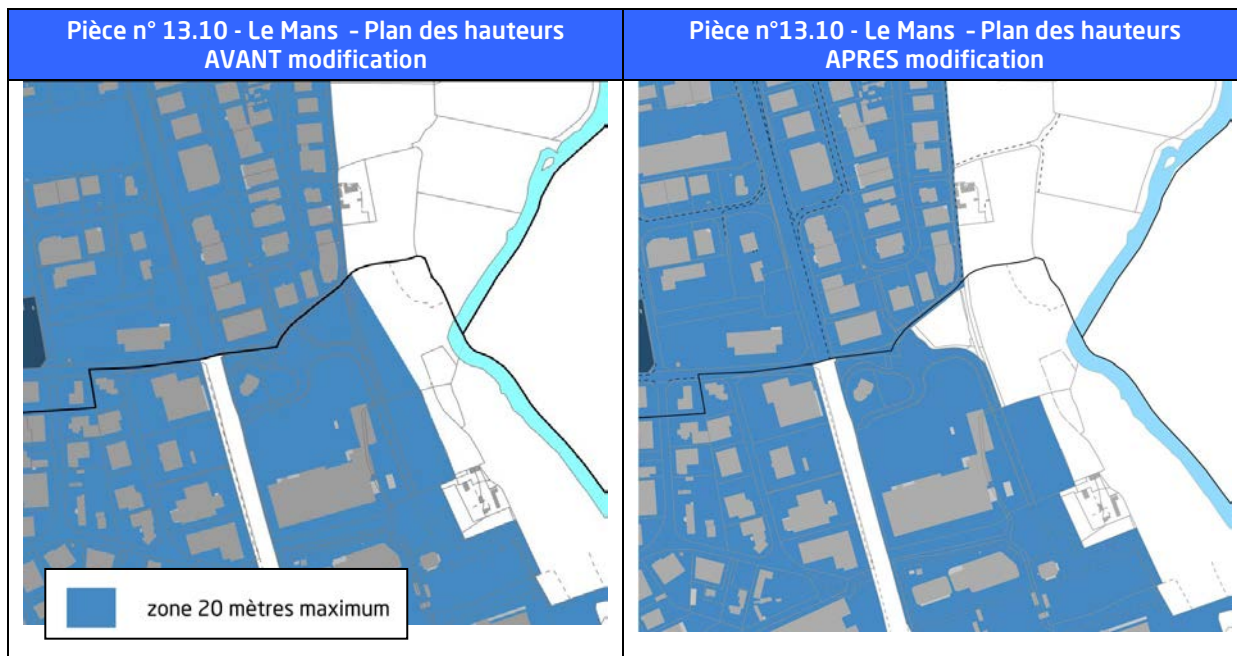 Pièce n° 13.10 - Le Mans – Plan des hauteurs
AVANT modification
Pièce n°13.10 - Le Mans – Plan des hauteurs
APRES modification
zone 20 mètres maximum